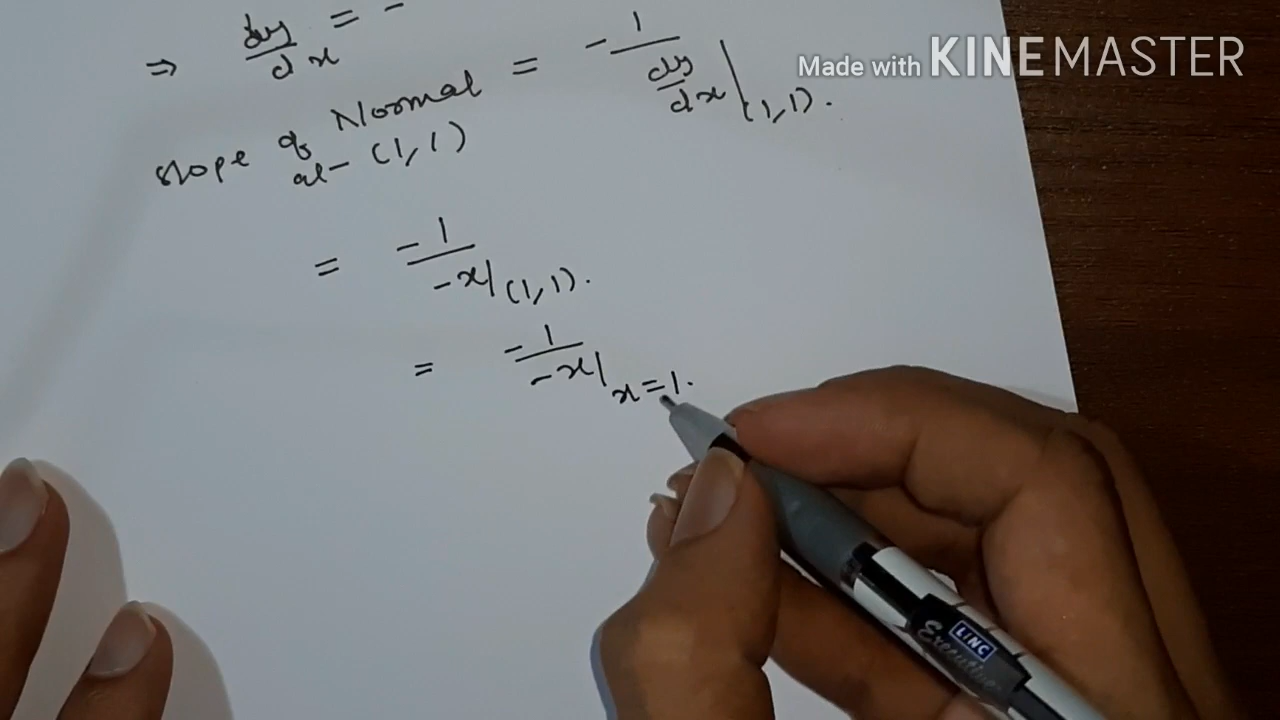 ⇒ dy/dx = -
Slope of Normal = -1/(dy/dx)|(1,1).
at (1,1)
= -1/-x|(1,1).
= -1/-x|x=1.
Made with KINEMASTER
LINC
Executive